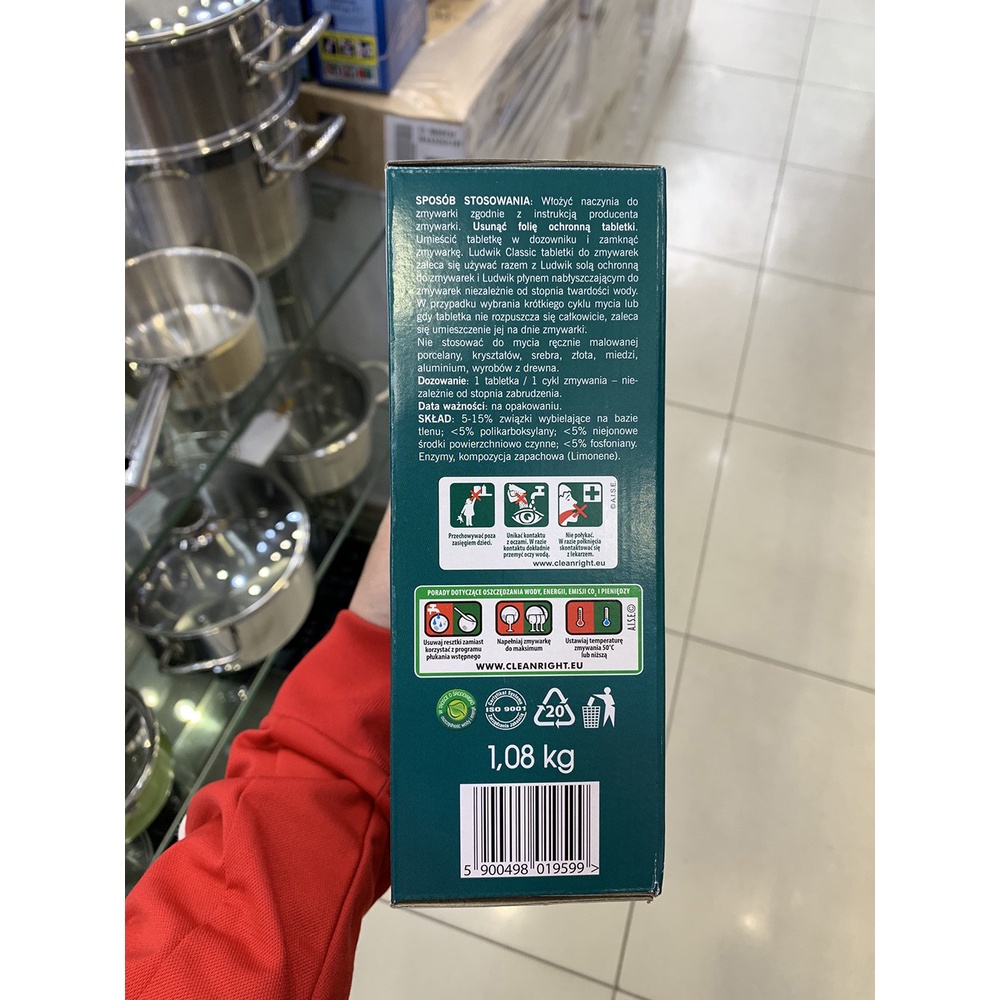 SPOSÓB STOSOWANIA: Włożyć naczynia do
zmywarki zgodnie z instrukcją producenta
zmywarki. Usunąć folię ochronną tabletki.
Umieścić tabletkę w dozowniku i zamknąć
zmywarkę. Ludwik Classic tabletki do zmywarek
zaleca się używać razem z Ludwik solą ochronną
do zmywarek i Ludwik płynem nabłyszczającym do
zmywarek niezależnie od stopnia twardości wody.
W przypadku wybrania krótkiego cyklu mycia lub
gdy tabletka nie rozpuszcza się całkowicie, zaleca
się umieszczenie jej na dnie zmywarki.
Nie stosować do mycia ręcznie malowanej
porcelany, kryształów, srebra, złota, miedzi,
aluminium, wyrobów z drewna.
Dozowanie: 1 tabletka / 1 cykl zmywania – nie-
zależnie od stopnia zabrudzenia.
Data ważności: na opakowaniu.
SKŁAD: 5-15% związki wybielające na bazie
tlenu; <5% polikarboksylany; <5% niejonowe
środki powierzchniowo czynne; <5% fosfoniany.
Enzymy, kompozycja zapachowa (Limonene).
© A.I.S.E.
Przechowywać poza
zasięgiem dzieci.
Unikać kontaktu
z oczami. W razie
kontaktu dokładnie
przemyć oczy wodą.
Nie połykać.
W razie połknięcia
skontaktować się
z lekarzem.
www.cleanright.eu
PORADY DOTYCZĄCE OSZCZĘDZANIA WODY, ENERGII, EMISJI CO2 I PIENIĘDZY
A.I.S.E.©
Usuwaj resztki zamiast
korzystać z programu
płukania wstępnego
Napełniaj zmywarkę
do maksimum
Ustawiaj temperaturę
zmywania 50°C
lub niższą
WWW.CLEANRIGHT.EU
W TROSCE O ŚRODOWISKO
Certyfikat Systemu
ISO 9001
Zarządzania Jakością
20
1,08 kg
5 900498 019599 >